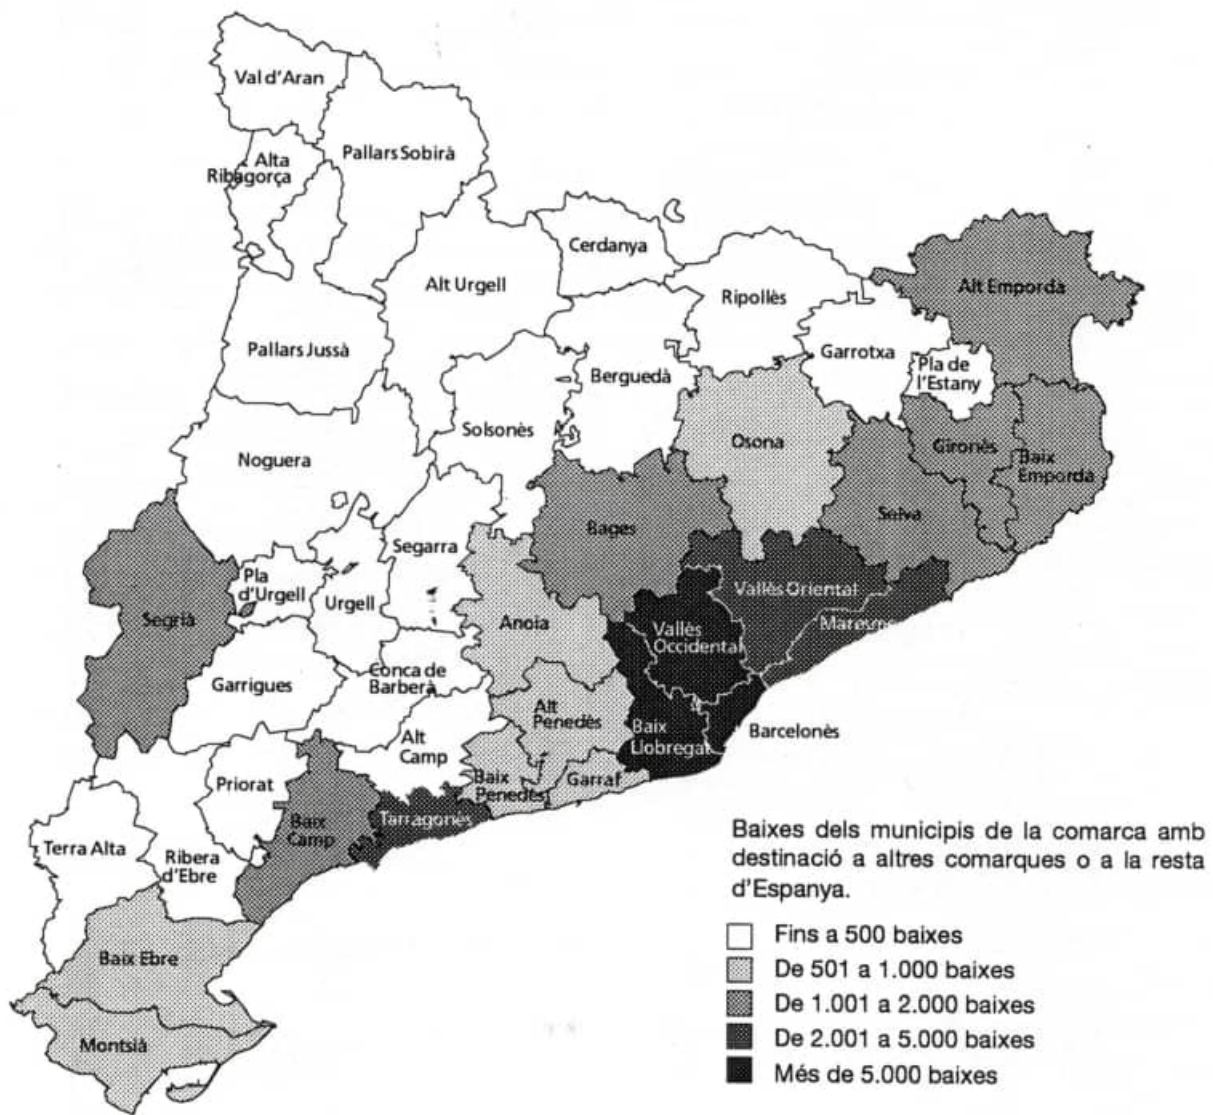 Val d'Aran
Alta
Ribagorça
Pallars Sobirà
Cerdanya
Alt Urgell
Ripollès
Alt Empordà
Pallars Jussà
Garrotxa
Pla de
l'Estany
Berguedà
Solsonès
Osona
Gironès
Baix
Empordà
Noguera
Selva
Bages
Segarra
Pla
d'Urgell
Urgell
Vallès Oriental
Segrià
Anoia
Maresme
Vallès
Occidental
Garrigues
Conca de
Barberà
Alt
Penedès
Baix
Llobregat
Barcelonès
Alt
Camp
Priorat
Baix
Penedès
Garraf
Baix
Camp
Tarragonès
Terra Alta
Ribera
d'Ebre
Baix Ebre
Montsià
Baixes dels municipis de la comarca amb
destinació a altres comarques o a la resta
d'Espanya.
Fins a 500 baixes
De 501 a 1.000 baixes
De 1.001 a 2.000 baixes
De 2.001 a 5.000 baixes
Més de 5.000 baixes